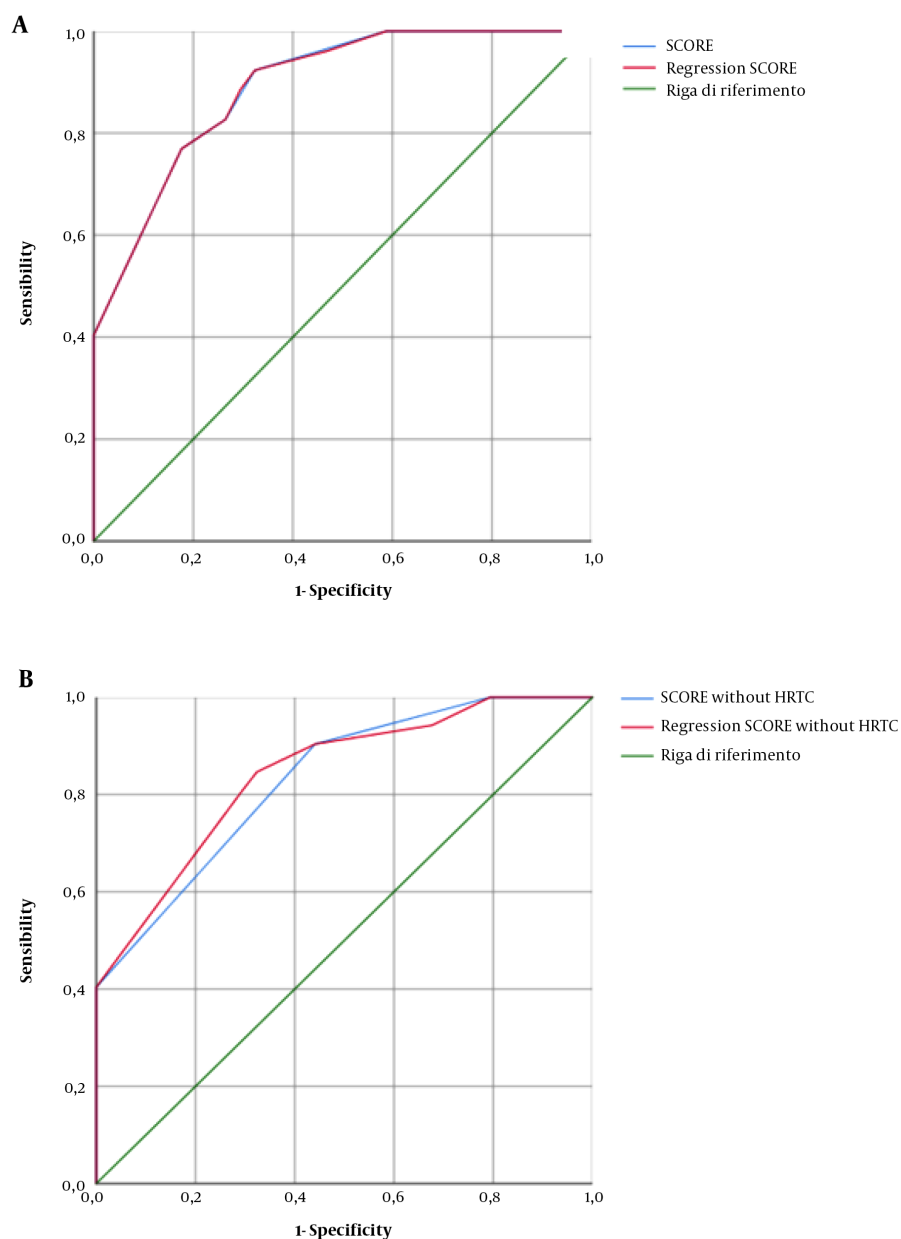 A
SCORE
Regression SCORE
Riga di riferimento
1,0
0,8
0,6
0,4
0,2
0,0
Sensibility
0,0 0,2 0,4 0,6 0,8 1,0
1- Specificity
B
SCORE without HRTC
Regression SCORE without HRTC
Riga di riferimento
1,0
0,8
0,6
0,4
0,2
0,0
Sensibility
0,0 0,2 0,4 0,6 0,8 1,0
1- Specificity